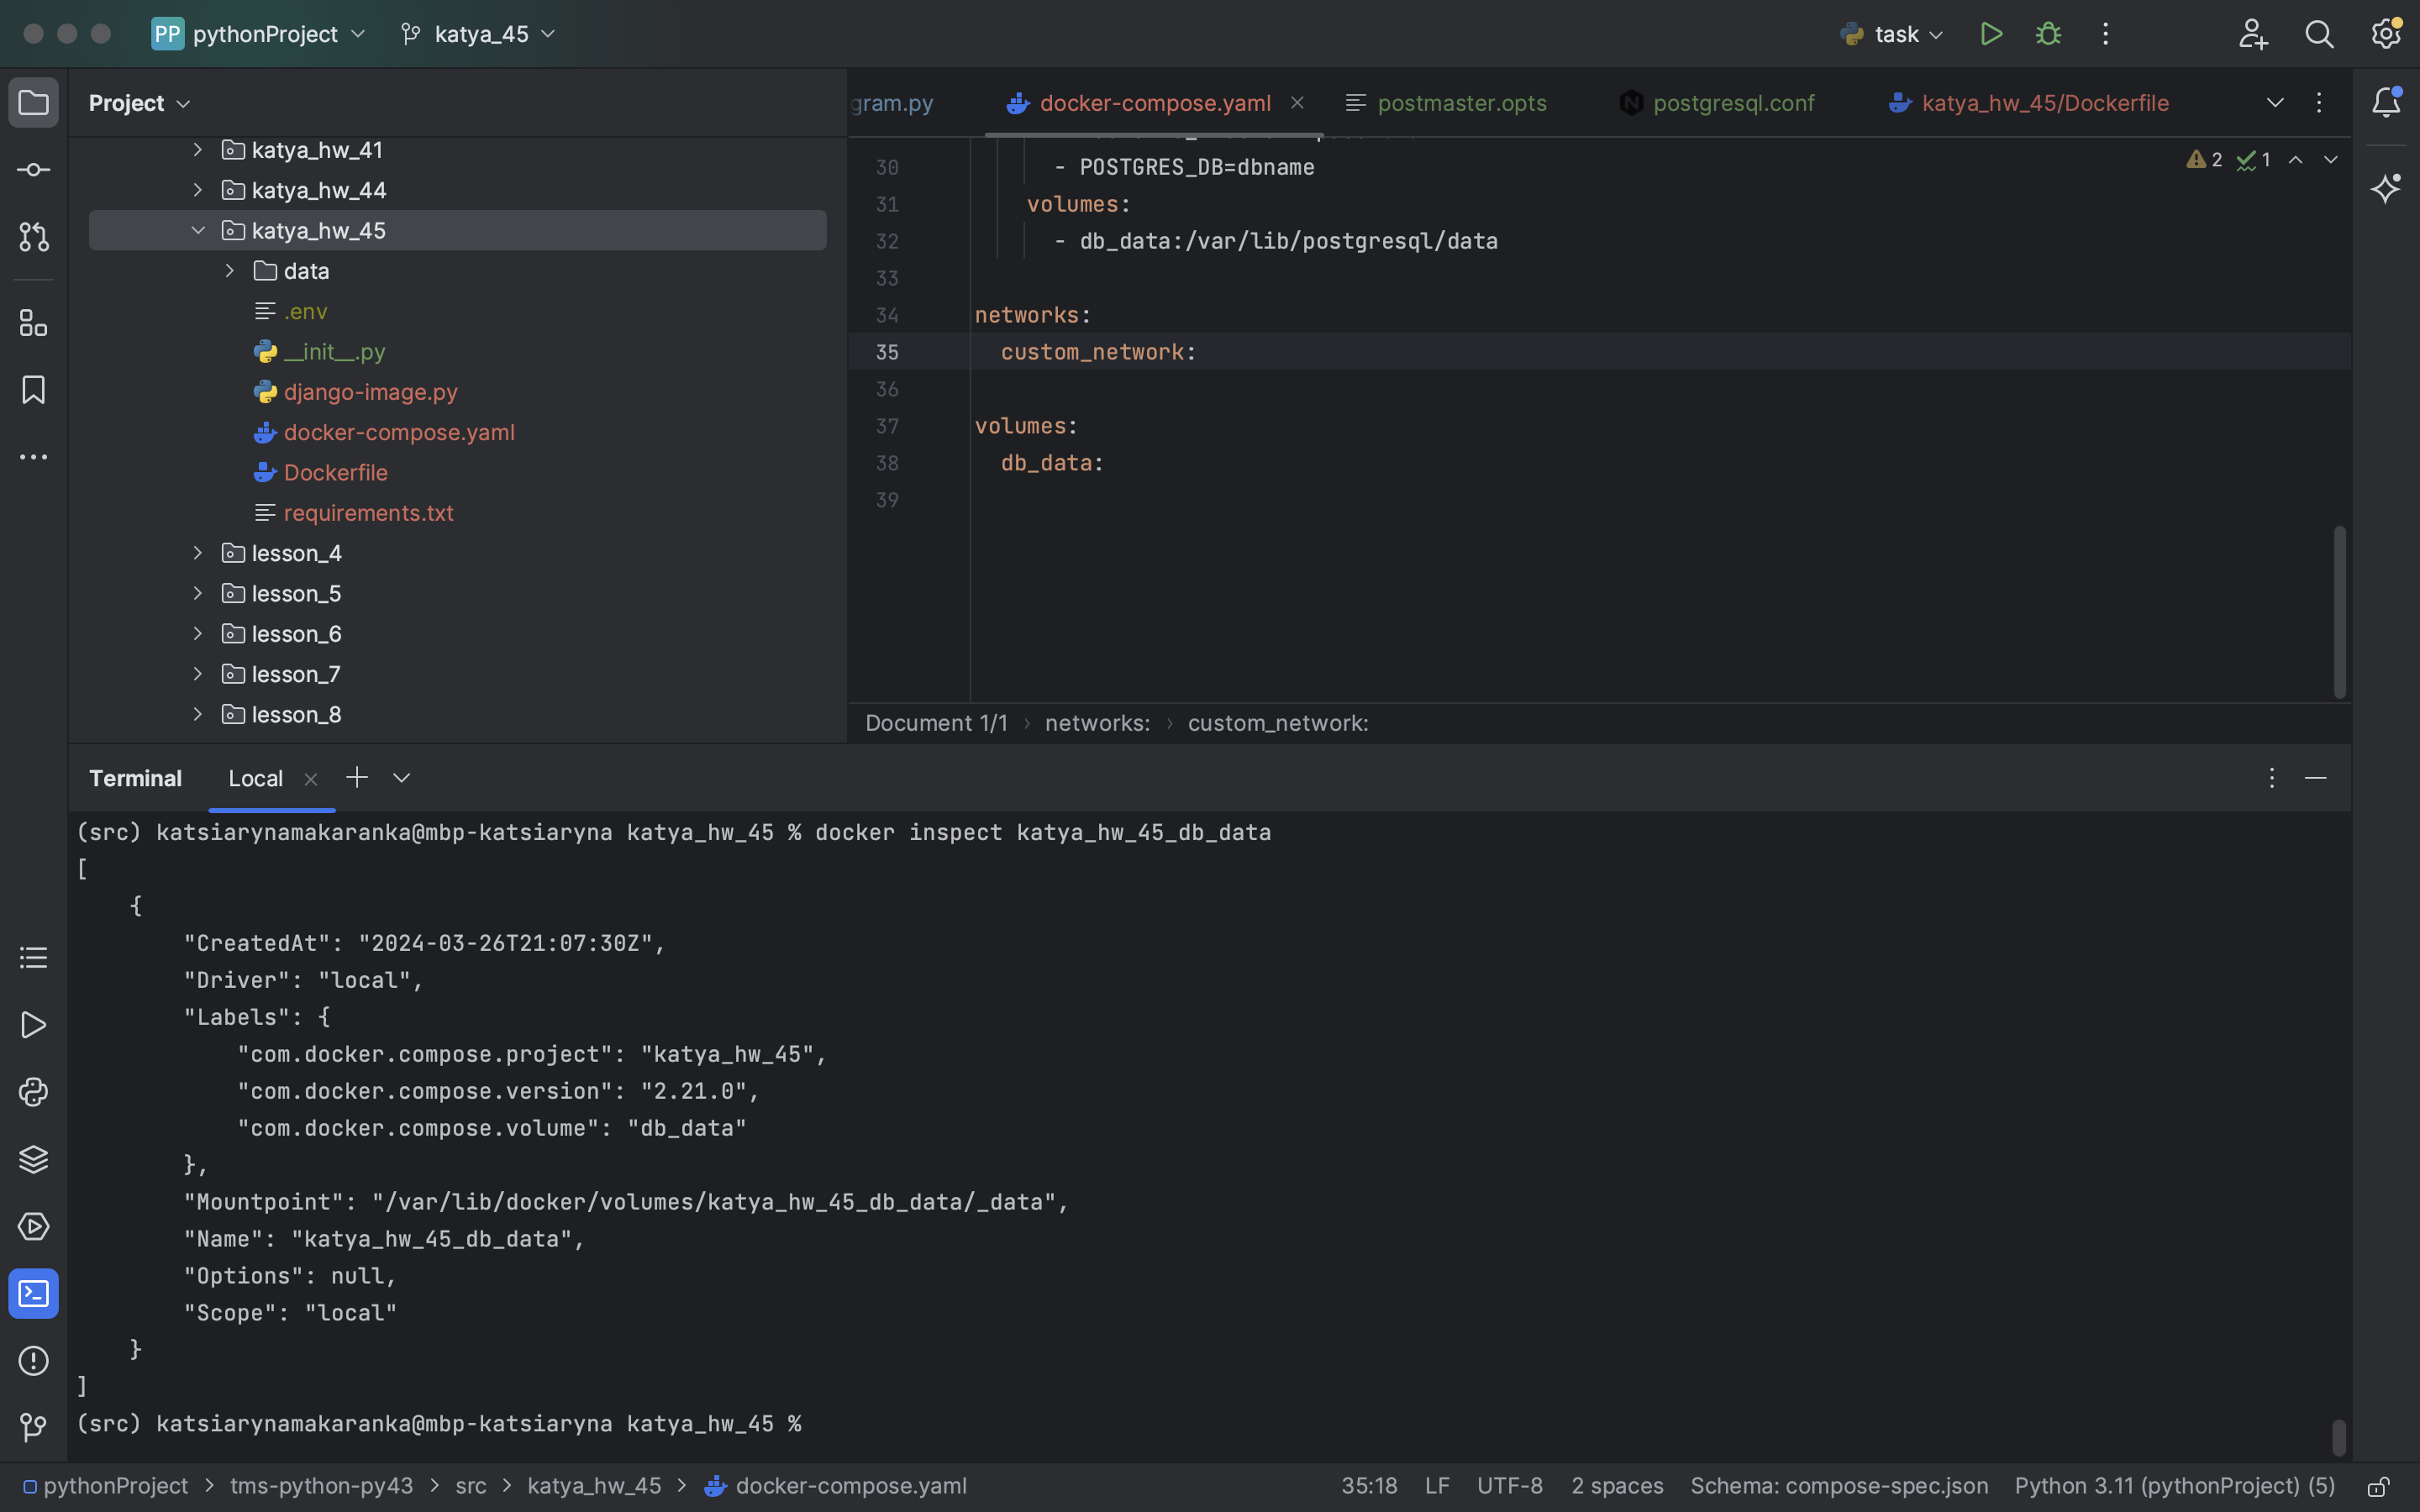 PP pythonProject katya_45 task
Project
gram.py docker-compose.yaml postmaster.opts postgresql.conf katya_hw_45/Dockerfile
katya_hw_41
katya_hw_44
katya_hw_45
data
.env
__init__.py
django-image.py
docker-compose.yaml
Dockerfile
requirements.txt
lesson_4
lesson_5
lesson_6
lesson_7
lesson_8
2 1
30 - POSTGRES_DB=dbname
31 volumes:
32 - db_data:/var/lib/postgresql/data
33
34 networks:
35 custom_network:
36
37 volumes:
38 db_data:
39
Document 1/1 › networks: › custom_network:
Terminal Local
(src) katsiarynamakaranka@mbp-katsiaryna katya_hw_45 % docker inspect katya_hw_45_db_data
[
{
"CreatedAt": "2024-03-26T21:07:30Z",
"Driver": "local",
"Labels": {
"com.docker.compose.project": "katya_hw_45",
"com.docker.compose.version": "2.21.0",
"com.docker.compose.volume": "db_data"
},
"Mountpoint": "/var/lib/docker/volumes/katya_hw_45_db_data/_data",
"Name": "katya_hw_45_db_data",
"Options": null,
"Scope": "local"
}
]
(src) katsiarynamakaranka@mbp-katsiaryna katya_hw_45 %
pythonProject > tms-python-py43 > src > katya_hw_45 > docker-compose.yaml 35:18 LF UTF-8 2 spaces Schema: compose-spec.json Python 3.11 (pythonProject) (5)